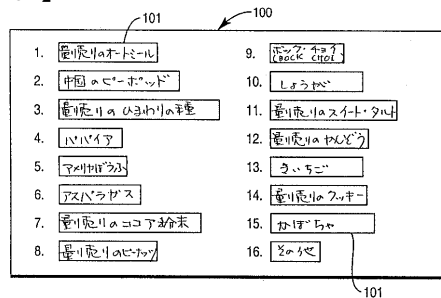 101
100
1. 量り売りのオートミール
2. 中国のピーポッド
3. 量り売りのひまわりの種
4. パパイア
5. アメリカぼうふう
6. アスパラガス
7. 量り売りのココア粉末
8. 量り売りのピーナッツ
9. ボック・チョイ
(BOCK CHOI)
10. しょうが
11. 量り売りのスイート・タルト
12. 量り売りのかんぞう
13. きいちご
14. 量り売りのクッキー
15. かぼちゃ
16. その他
101